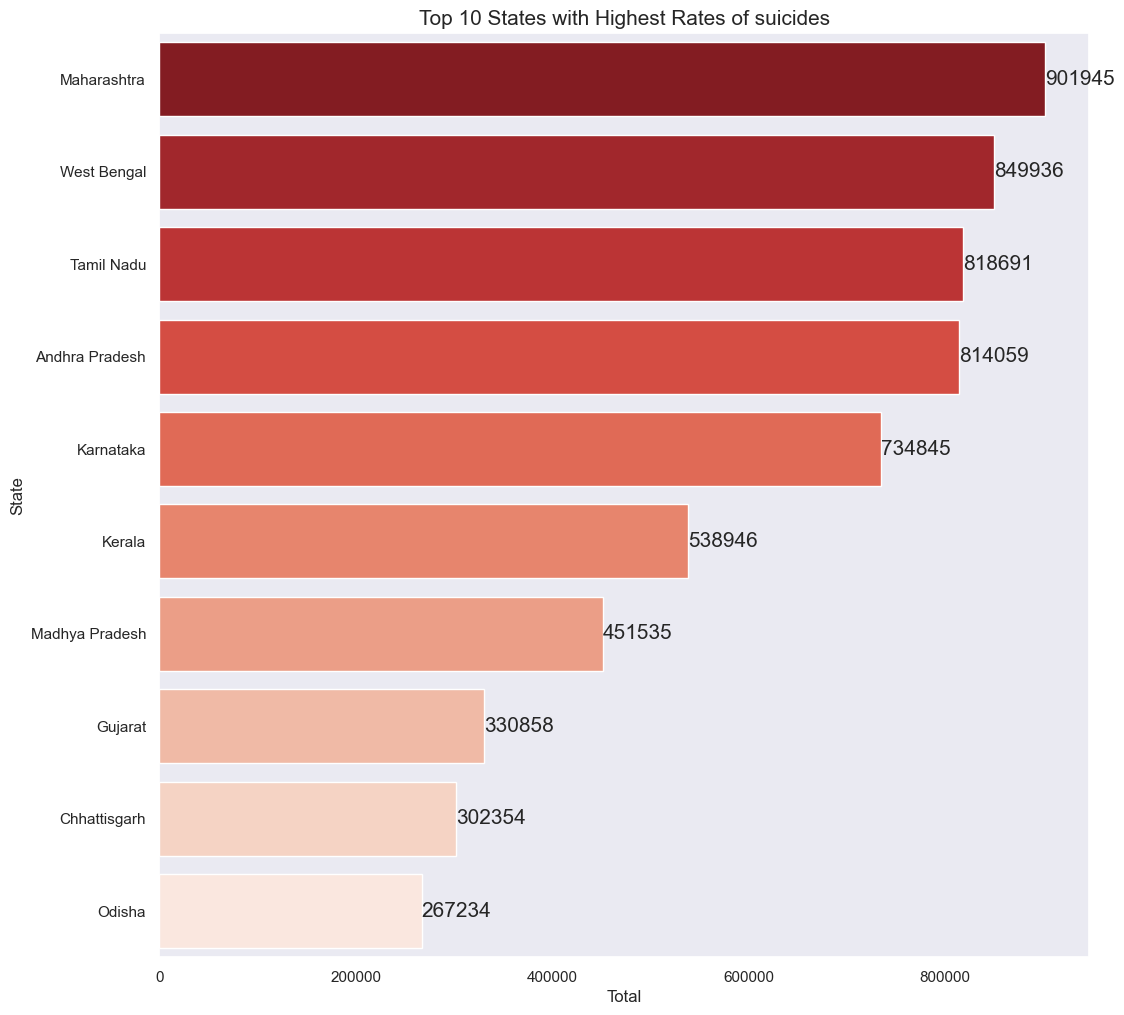 Top 10 States with Highest Rates of suicides
State
Maharashtra 901945
West Bengal 849936
Tamil Nadu 818691
Andhra Pradesh 814059
Karnataka 734845
Kerala 538946
Madhya Pradesh 451535
Gujarat 330858
Chhattisgarh 302354
Odisha 267234
0 200000 400000 600000 800000
Total